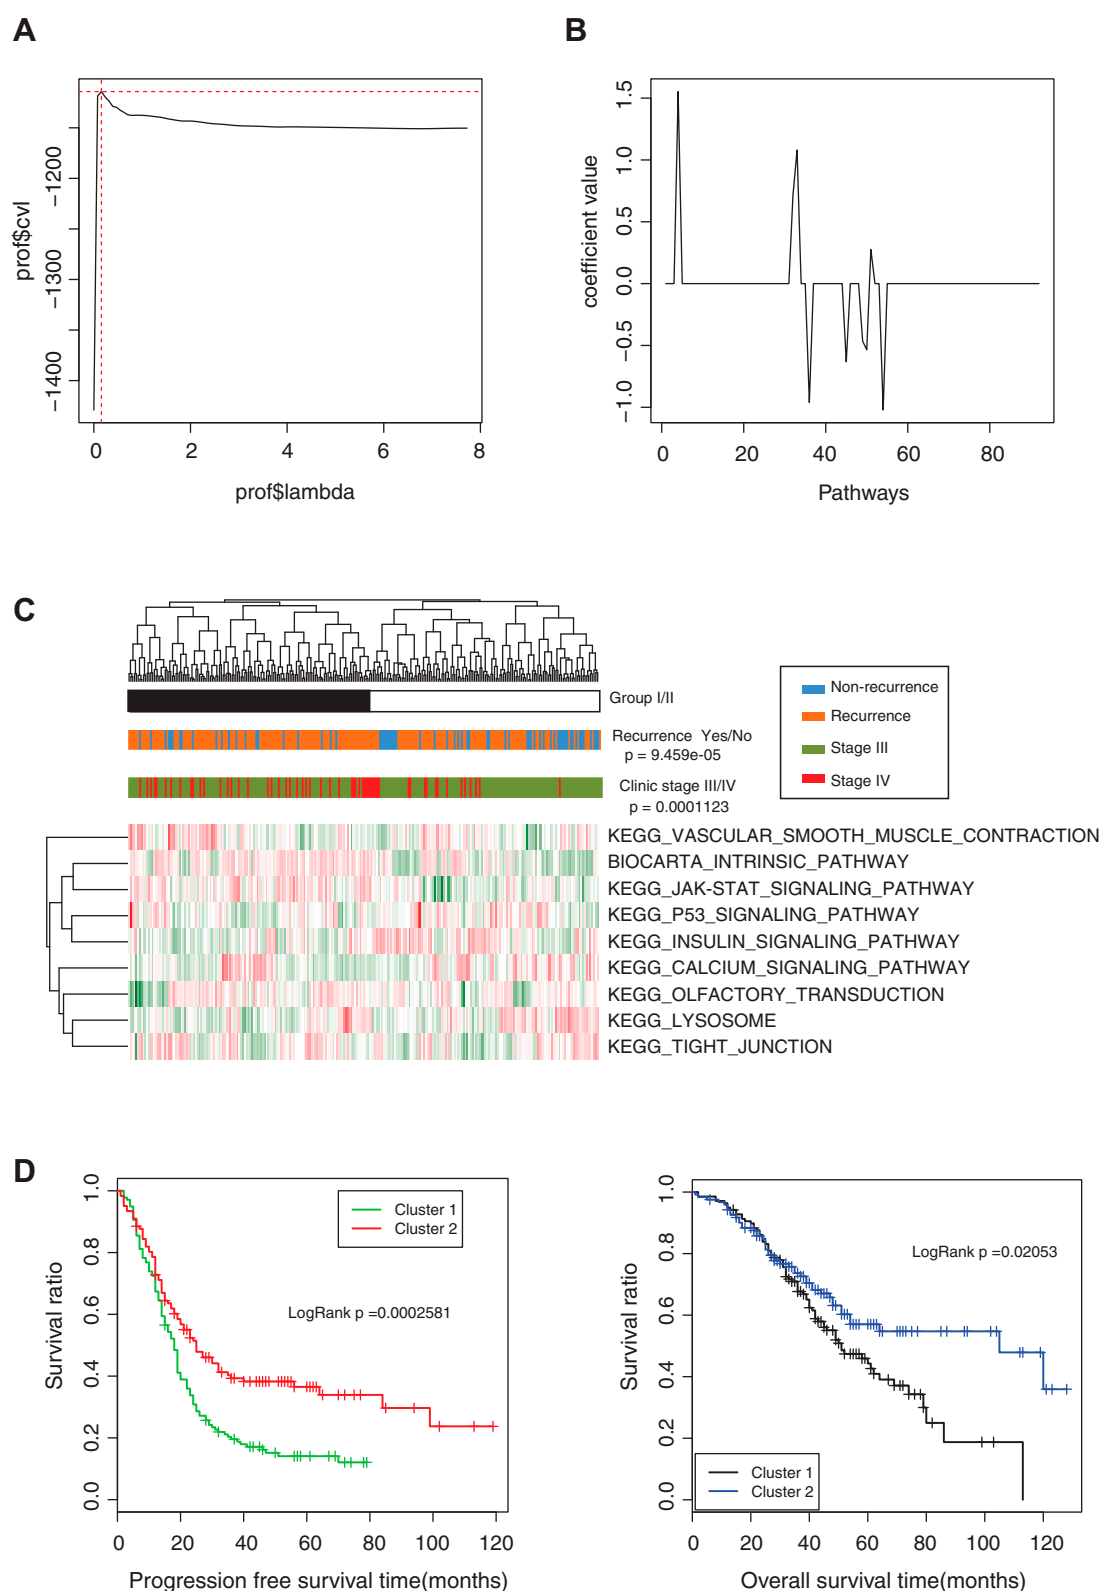 A
B
prof$cvl
-1200
-1300
-1400
0 2 4 6 8
prof$lambda
coefficient value
1.5
1.0
0.5
0.0
-0.5
-1.0
0 20 40 60 80
Pathways
C
Group I/II
Recurrence Yes/No
p = 9.459e-05
Clinic stage III/IV
p = 0.0001123
Non-recurrence
Recurrence
Stage III
Stage IV
KEGG_VASCULAR_SMOOTH_MUSCLE_CONTRACTION
BIOCARTA_INTRINSIC_PATHWAY
KEGG_JAK-STAT_SIGNALING_PATHWAY
KEGG_P53_SIGNALING_PATHWAY
KEGG_INSULIN_SIGNALING_PATHWAY
KEGG_CALCIUM_SIGNALING_PATHWAY
KEGG_OLFACTORY_TRANSDUCTION
KEGG_LYSOSOME
KEGG_TIGHT_JUNCTION
D
Survival ratio
1.0
0.8
0.6
0.4
0.2
0.0
Cluster 1
Cluster 2
LogRank p =0.0002581
0 20 40 60 80 100 120
Progression free survival time(months)
Survival ratio
1.0
0.8
0.6
0.4
0.2
0.0
LogRank p =0.02053
Cluster 1
Cluster 2
0 20 40 60 80 100 120
Overall survival time(months)